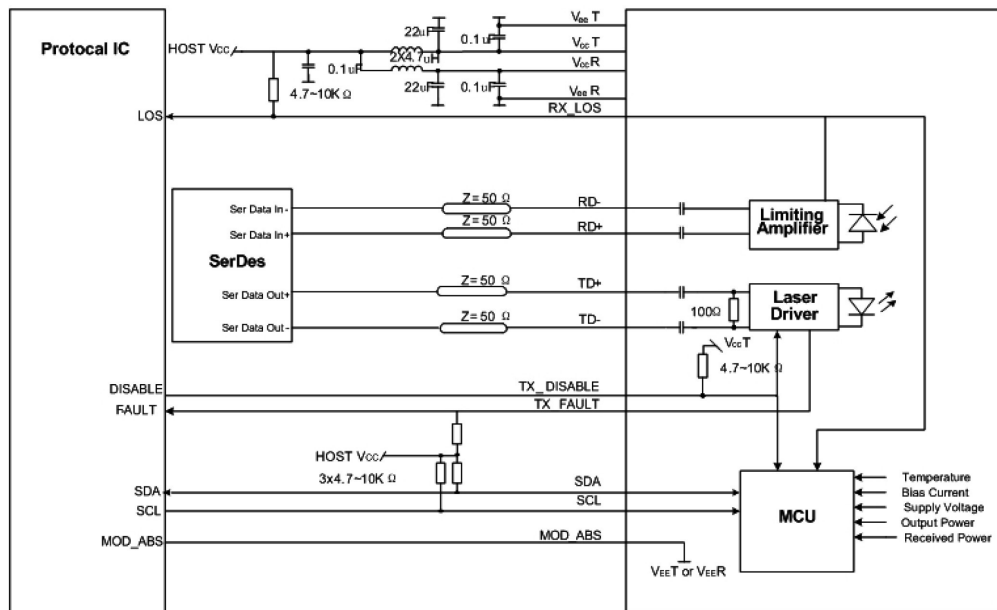 Protocal IC
HOST Vcc
22uF
0.1uF
Vee T
Vcc T
0.1uF
2X4.7uH
Vcc R
4.7~10K Ω
22uF
0.1uF
Vee R
LOS
RX_LOS
Z= 50 Ω
Ser Data In-
RD-
Z= 50 Ω
Ser Data In+
RD+
Limiting
Amplifier
SerDes
Z= 50 Ω
Ser Data Out+
TD+
Z= 50 Ω
Ser Data Out-
TD-
100Ω
Laser
Driver
VccT
4.7~10K Ω
DISABLE
TX_DISABLE
FAULT
TX_FAULT
HOST Vcc
3x4.7~10K Ω
SDA
SDA
SCL
SCL
MCU
Temperature
Bias Current
Supply Voltage
Output Power
Received Power
MOD_ABS
MOD_ABS
VEET or VEER